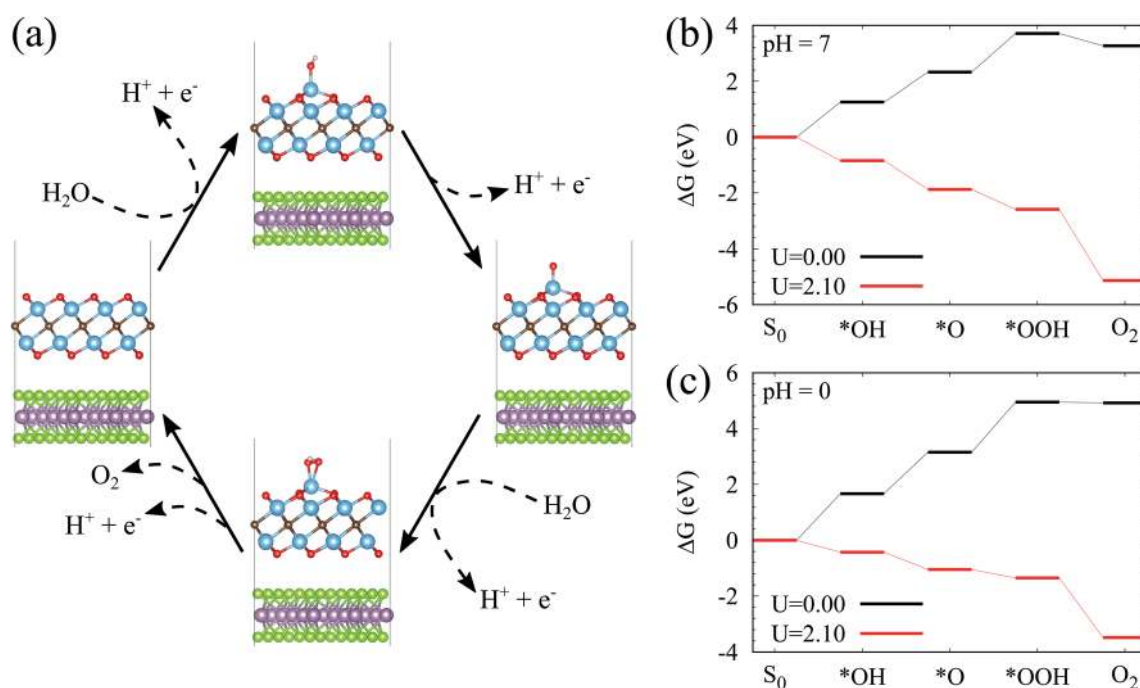 (a)
H⁺ + e⁻
H₂O
H⁺ + e⁻
O₂
H⁺ + e⁻
H₂O
H⁺ + e⁻
(b)
pH = 7
ΔG (eV)
4
2
0
-2
-4
-6
U=0.00
U=2.10
S₀
*OH
*O
*OOH
O₂
(c)
pH = 0
ΔG (eV)
6
4
2
0
-2
-4
U=0.00
U=2.10
S₀
*OH
*O
*OOH
O₂